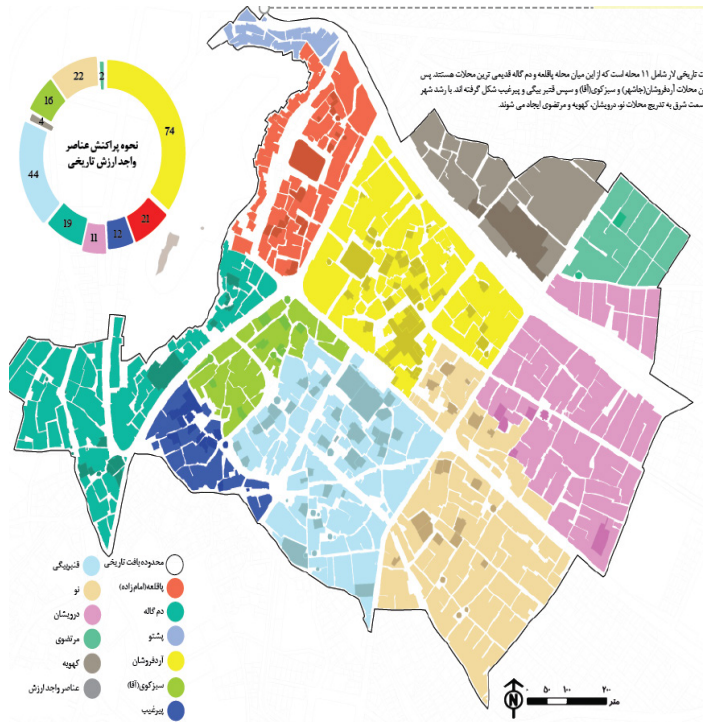 ت تاریخی لار شامل ۱۱ محله است که از این میان محله پاقلعه و دم گاله قدیمی ترین محلات هستند. پس
ن محلات آردفروشان(جاشهر) و سبزکوی(آقا) و سپس قنبر بیگی و پیرغیب شکل گرفته اند. با رشد شهر
سمت شرق به تدریج محلات نو، درویشان، کهویه و مرتضوی ایجاد می شوند.
2
22
74
16
4
نحوه پراکنش عناصر
واجد ارزش تاریخی
44
19
11
12
21
محدوده بافت تاریخی
پاقلعه(امام‌زاده)
دم گاله
پشتو
آردفروشان
سبزکوی(آقا)
پیرغیب
قنبربیگی
نو
درویشان
مرتضوی
کهویه
عناصر واجد ارزش
۰ ۵۰ ۱۰۰ ۲۰۰
متر
N